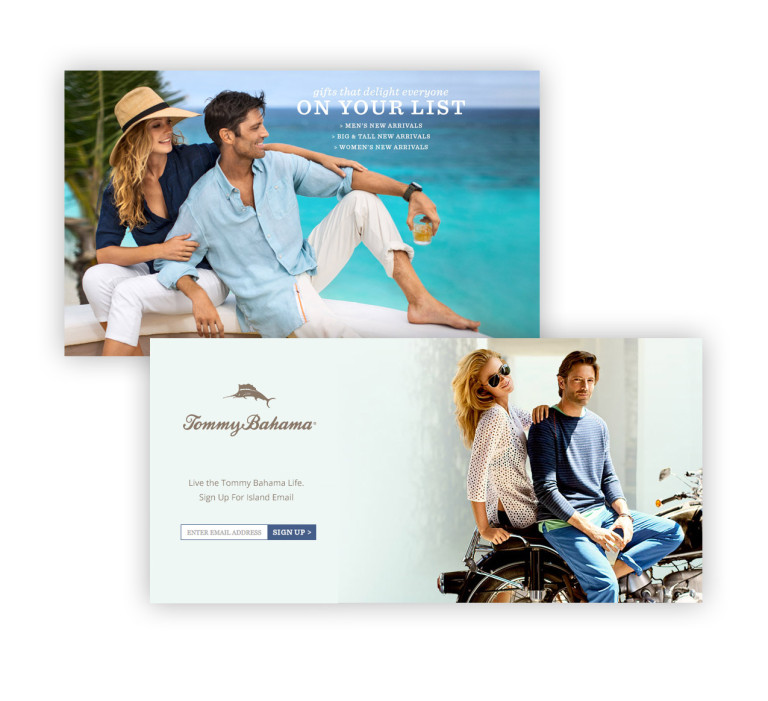 gifts that delight everyone
ON YOUR LIST
> MEN'S NEW ARRIVALS
> BIG & TALL NEW ARRIVALS
> WOMEN'S NEW ARRIVALS
Tommy Bahama®
Live the Tommy Bahama Life.
Sign Up For Island Email
ENTER EMAIL ADDRESS
SIGN UP >